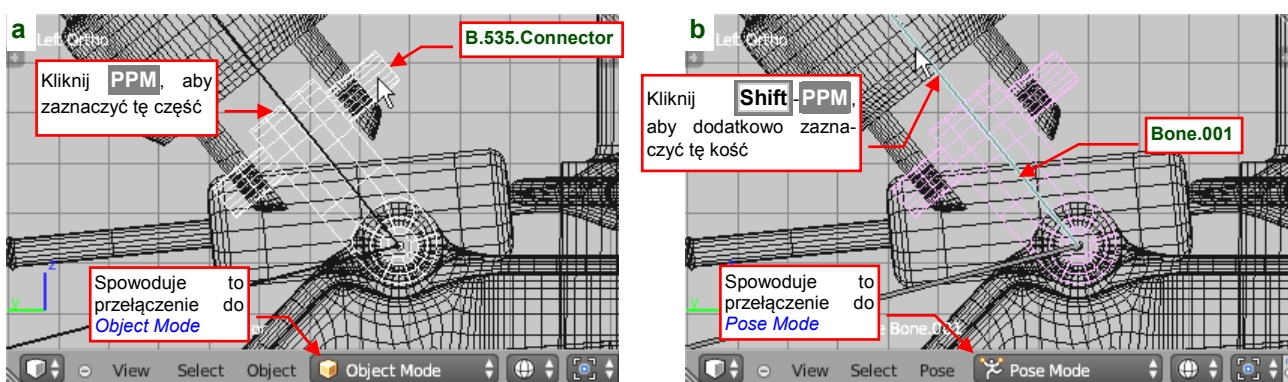 a
Left Ortho
B.535.Connector
Kliknij PPM, aby
zaznaczyć tę część
Spowoduje to
przełączenie do
Object Mode
z
y
View Select Object Object Mode
b
Left Ortho
Kliknij Shift-PPM,
aby dodatkowo zazna-
czyć tę kość
Bone.001
Spowoduje to
przełączenie do
Pose Mode
z
y
View Select Pose Pose Mode